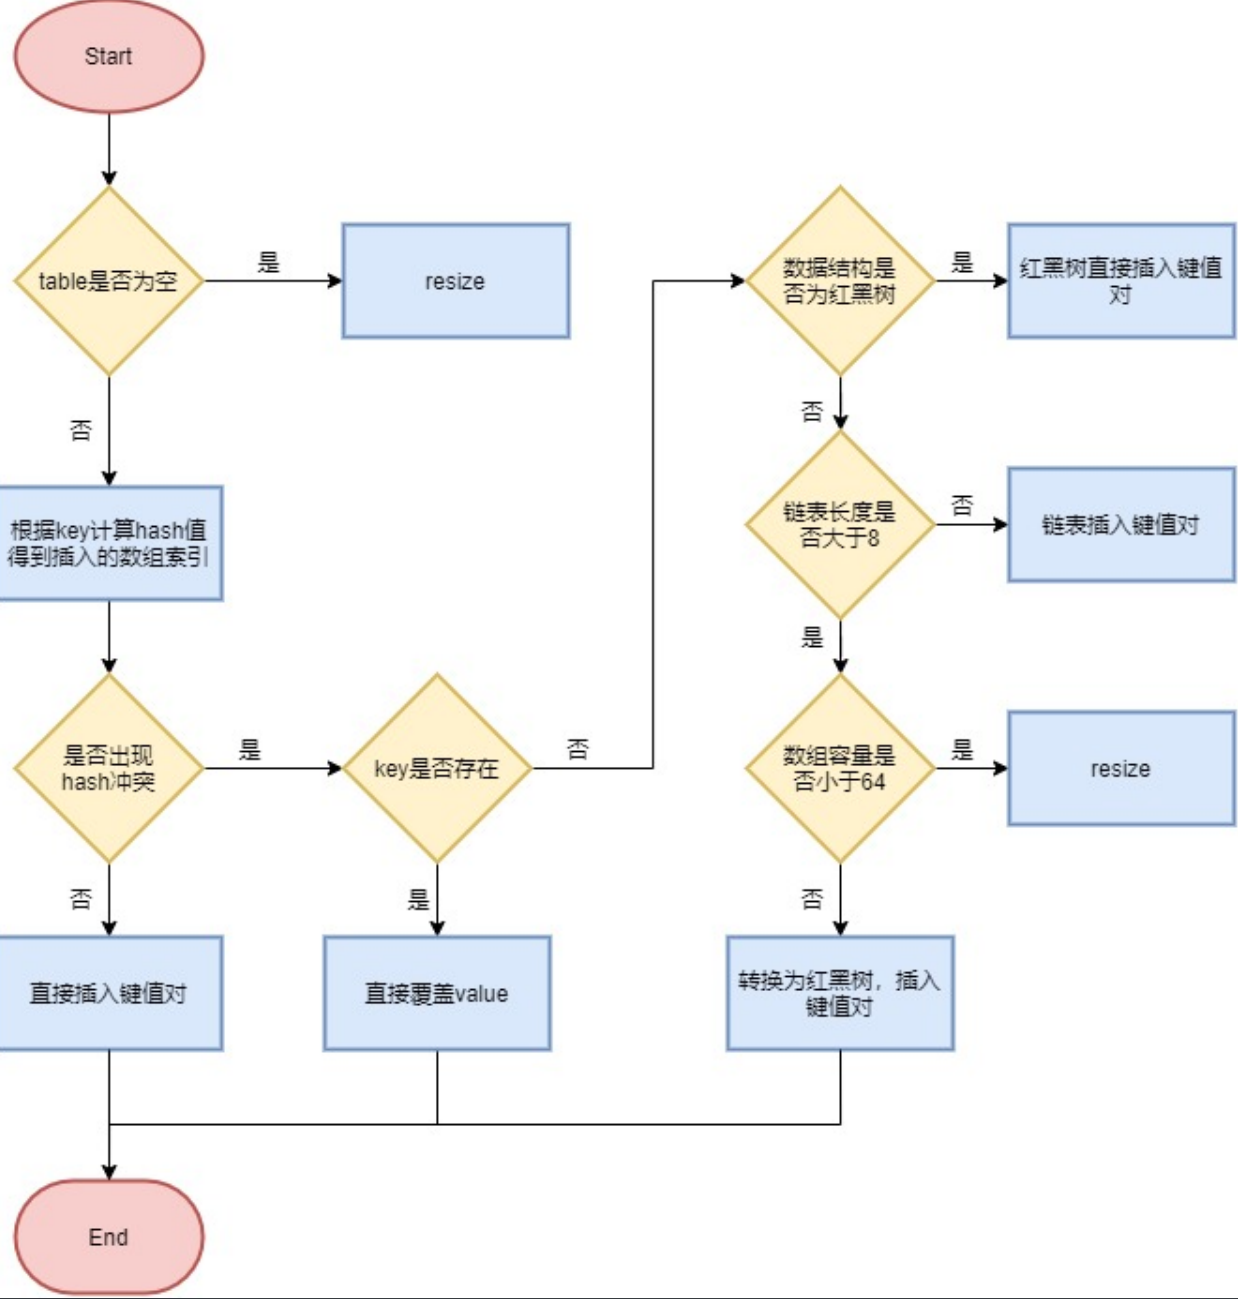 Start
table是否为空
是
resize
否
根据key计算hash值
得到插入的数组索引
是否出现
hash冲突
是
key是否存在
否
否
直接插入键值对
是
直接覆盖value
数据结构是
否为红黑树
是
红黑树直接插入键值
对
否
链表长度是
否大于8
否
链表插入键值对
是
数组容量是
否小于64
是
resize
否
转换为红黑树，插入
键值对
End